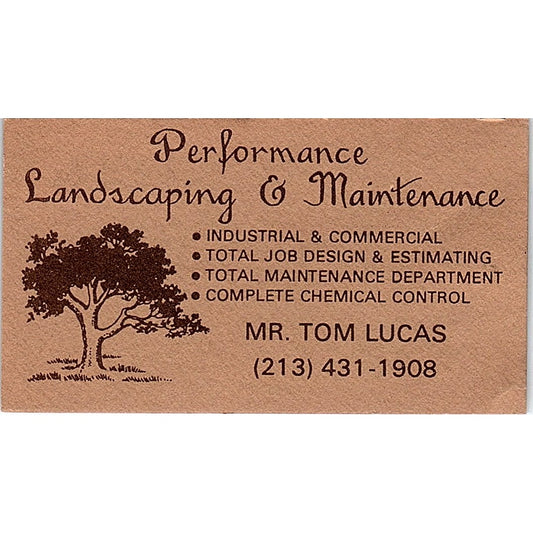 Performance
Landscaping & Maintenance
• INDUSTRIAL & COMMERCIAL
• TOTAL JOB DESIGN & ESTIMATING
• TOTAL MAINTENANCE DEPARTMENT
• COMPLETE CHEMICAL CONTROL
MR. TOM LUCAS
(213) 431-1908